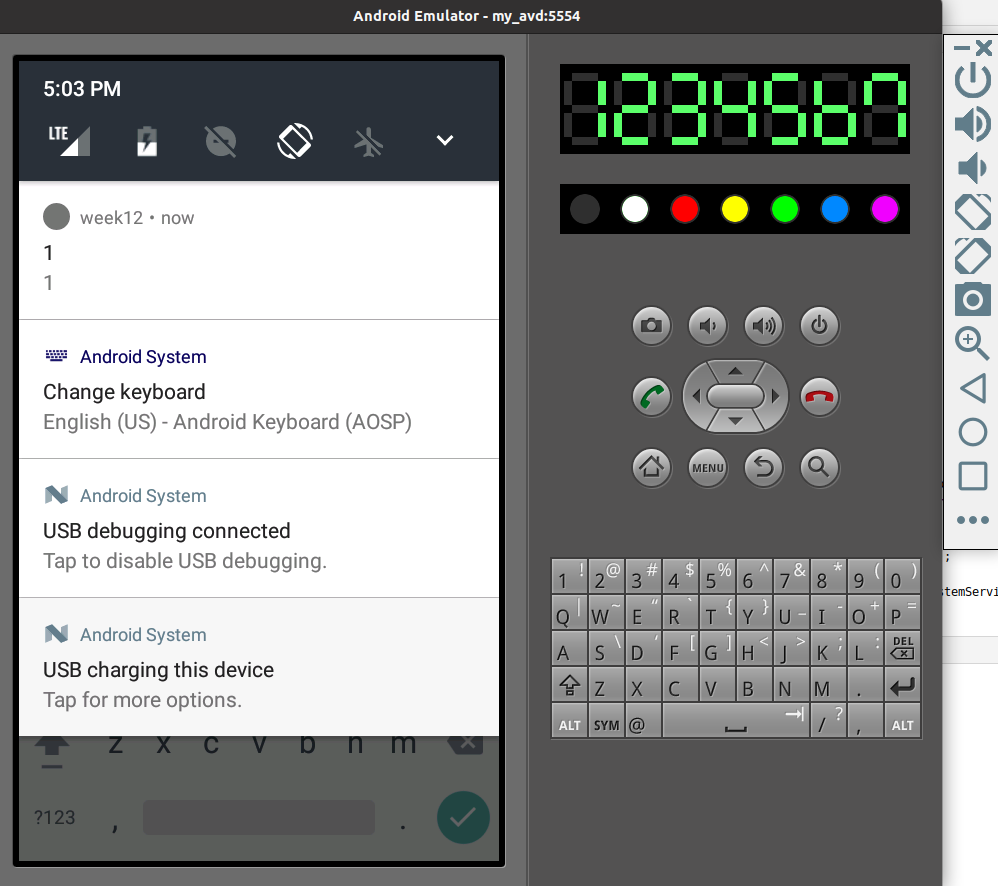 Android Emulator - my_avd:5554
5:03 PM
LTE
week12 • now
1
1
Android System
Change keyboard
English (US) - Android Keyboard (AOSP)
Android System
USB debugging connected
Tap to disable USB debugging.
Android System
USB charging this device
Tap for more options.
z x c v b n m
?123 , .
1234567
MENU
1 ! 2 @ 3 # 4 $ 5 % 6 ^ 7 & 8 * 9 ( 0 )
Q | W ~ E “ R ` T { Y } U _ I - O + P =
A S \ D ‘ F [ G ] H < J > K ; L : DEL
Z X C V B N M .
ALT SYM @ / ? , ALT
;
temServi